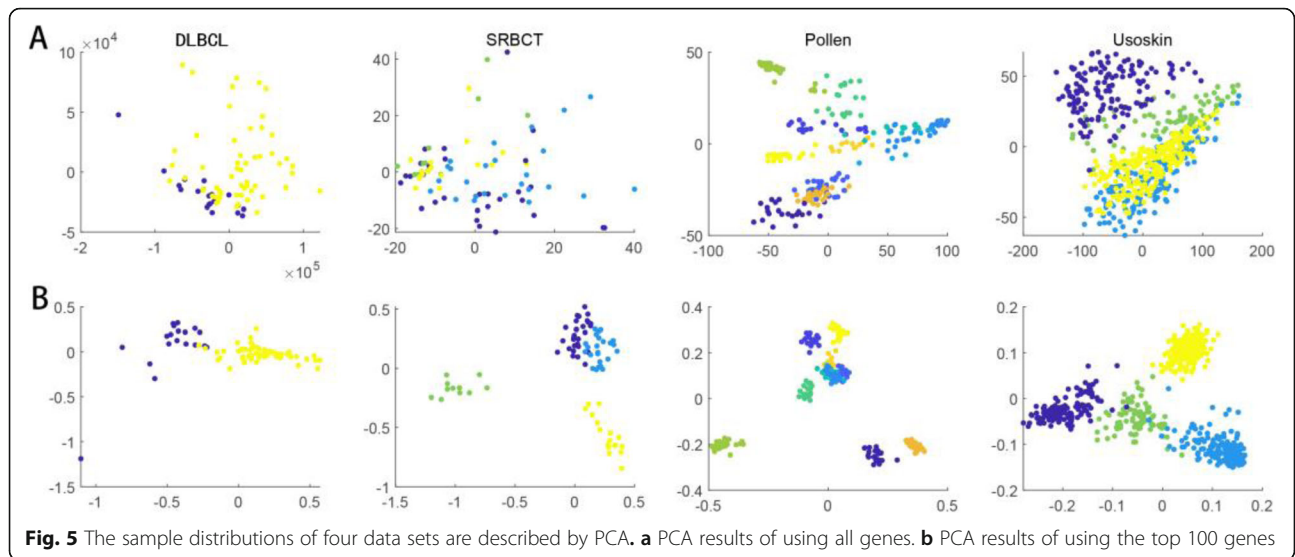 A
DLBCL
SRBCT
Pollen
Usoskin
10 ×10⁴
5
0
-5
-2 -1 0 1
×10⁵
40
20
0
-20
-20 0 20 40
50
0
-50
-100 -50 0 50 100
50
0
-50
-200 -100 0 100 200
B
0.5
0
-0.5
-1
-1.5
-1 -0.5 0 0.5
0.5
0
-0.5
-1
-1.5 -1 -0.5 0 0.5
0.4
0.2
0
-0.2
-0.4
-0.5 0 0.5
0.2
0.1
0
-0.1
-0.2
-0.2 -0.1 0 0.1 0.2
Fig. 5 The sample distributions of four data sets are described by PCA. a PCA results of using all genes. b PCA results of using the top 100 genes